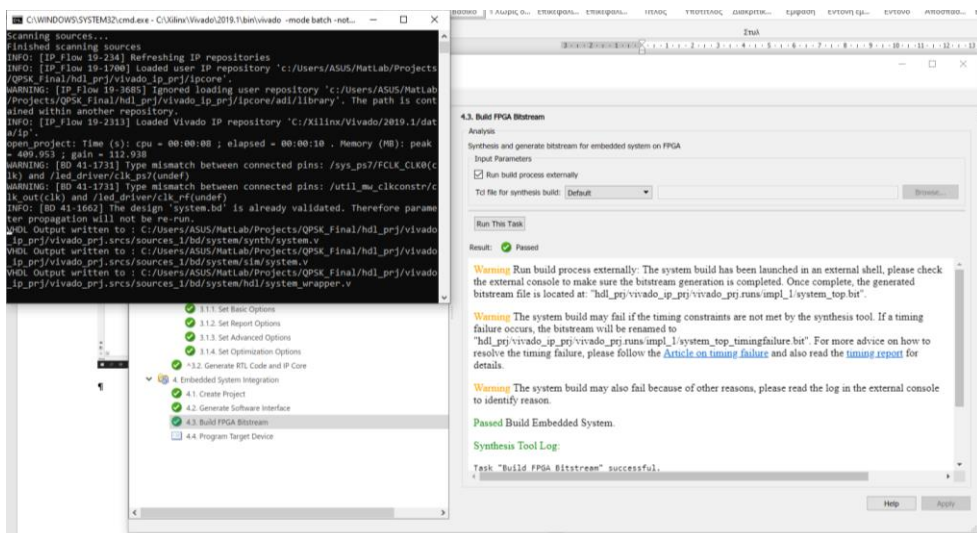 C:\WINDOWS\SYSTEM32\cmd.exe - C:\Xilinx\Vivado\2019.1\bin\vivado -mode batch -not...
Scanning sources...
Finished scanning sources
INFO: [IP_Flow 19-234] Refreshing IP repositories
INFO: [IP_Flow 19-1700] Loaded user IP repository 'c:/Users/ASUS/MatLab/Projects
/QPSK_Final/hdl_prj/vivado_ip_prj/ipcore'.
WARNING: [IP_Flow 19-3685] Ignored loading user repository 'c:/Users/ASUS/MatLab
/Projects/QPSK_Final/hdl_prj/vivado_ip_prj/ipcore/adi/library'. The path is cont
ained within another repository.
INFO: [IP_Flow 19-2313] Loaded Vivado IP repository 'C:/Xilinx/Vivado/2019.1/dat
a/ip'.
open_project: Time (s): cpu = 00:00:08 ; elapsed = 00:00:10 . Memory (MB): peak
= 409.953 ; gain = 112.938
WARNING: [BD 41-1731] Type mismatch between connected pins: /sys_ps7/FCLK_CLK0(c
lk) and /led_driver/clk_ps7(undef)
WARNING: [BD 41-1731] Type mismatch between connected pins: /util_mw_clkconstr/c
lk_out(clk) and /led_driver/clk_rf(undef)
INFO: [BD 41-1662] The design 'system.bd' is already validated. Therefore parame
ter propagation will not be re-run.
VHDL Output written to : C:/Users/ASUS/MatLab/Projects/QPSK_Final/hdl_prj/vivado
_ip_prj/vivado_prj.srcs/sources_1/bd/system/synth/system.v
VHDL Output written to : C:/Users/ASUS/MatLab/Projects/QPSK_Final/hdl_prj/vivado
_ip_prj/vivado_prj.srcs/sources_1/bd/system/sim/system.v
VHDL Output written to : C:/Users/ASUS/MatLab/Projects/QPSK_Final/hdl_prj/vivado
_ip_prj/vivado_prj.srcs/sources_1/bd/system/hdl/system_wrapper.v
Στυλ
3.1.1. Set Basic Options
3.1.2. Set Report Options
3.1.3. Set Advanced Options
3.1.4. Set Optimization Options
^3.2. Generate RTL Code and IP Core
4. Embedded System Integration
4.1. Create Project
4.2. Generate Software Interface
4.3. Build FPGA Bitstream
4.4. Program Target Device
4.3. Build FPGA Bitstream
Analysis
Synthesis and generate bitstream for embedded system on FPGA
Input Parameters
Run build process externally
Tcl file for synthesis build: Default
Browse...
Run This Task
Result: Passed
Warning Run build process externally: The system build has been launched in an external shell, please check
the external console to make sure the bitstream generation is completed. Once complete, the generated
bitstream file is located at: "hdl_prj/vivado_ip_prj/vivado_prj.runs/impl_1/system_top.bit".
Warning The system build may fail if the timing constraints are not met by the synthesis tool. If a timing
failure occurs, the bitstream will be renamed to
"hdl_prj/vivado_ip_prj/vivado_prj.runs/impl_1/system_top_timingfailure.bit". For more advice on how to
resolve the timing failure, please follow the Article on timing failure and also read the timing report for
details.
Warning The system build may also fail because of other reasons, please read the log in the external console
to identify reason.
Passed Build Embedded System.
Synthesis Tool Log:
Task "Build FPGA Bitstream" successful.
Help Apply